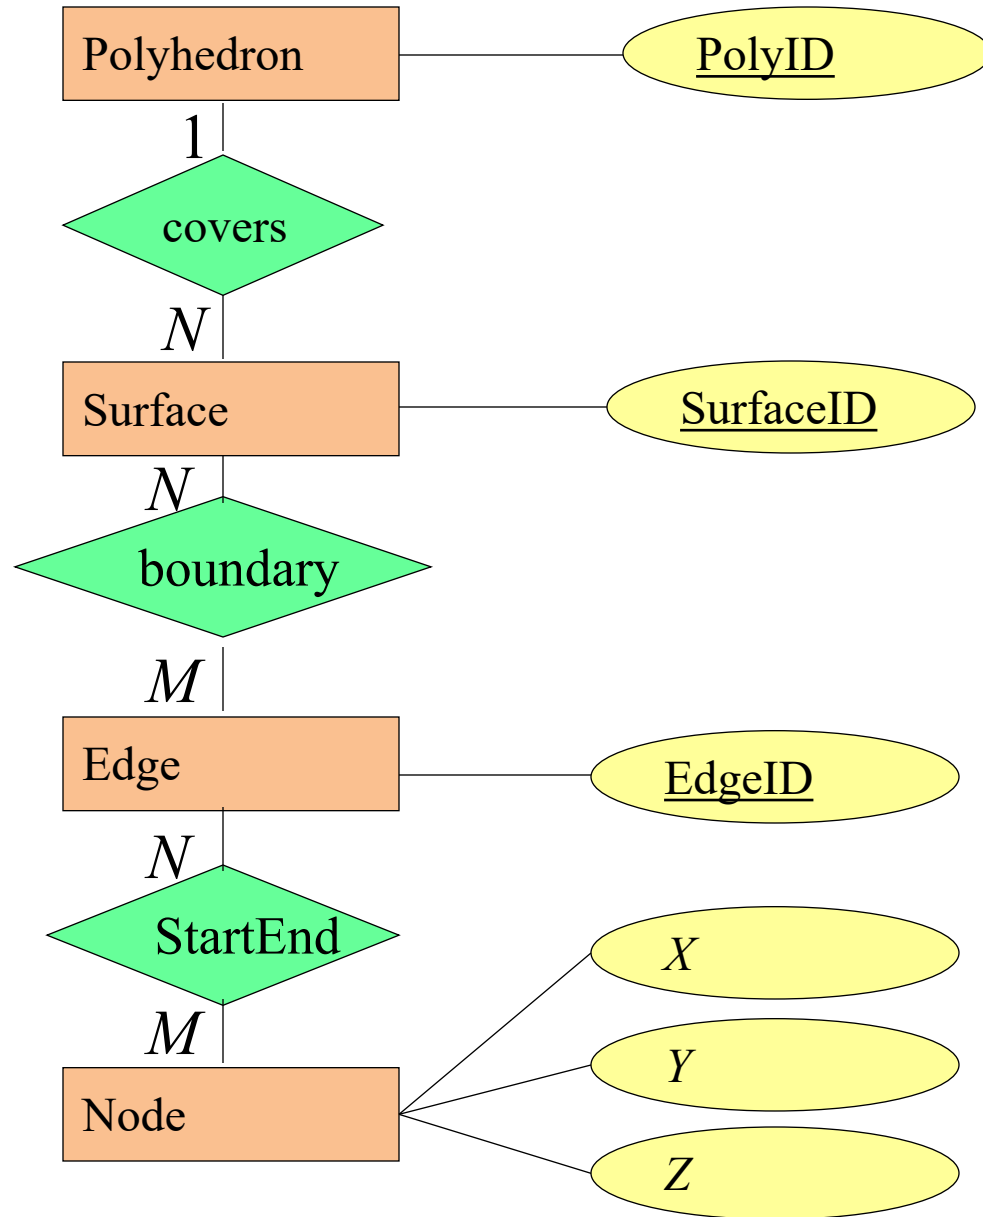 Polyhedron
PolyID
1
covers
N
Surface
SurfaceID
N
boundary
M
Edge
EdgeID
N
StartEnd
X
M
Y
Node
Z